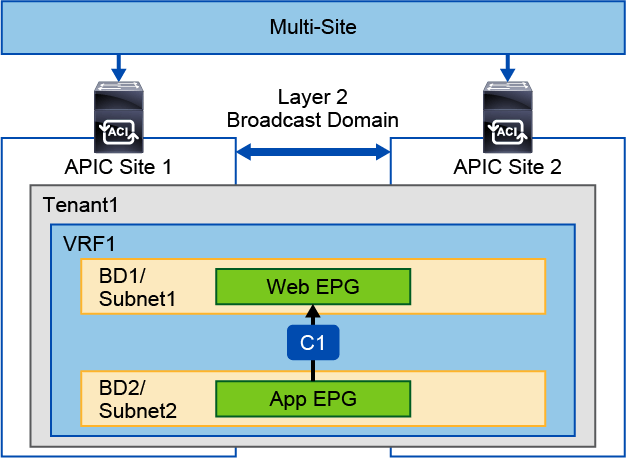 Multi-Site
Layer 2
Broadcast Domain
ACI
ACI
APIC Site 1
APIC Site 2
Tenant1
VRF1
BD1/
Subnet1
Web EPG
C1
BD2/
Subnet2
App EPG